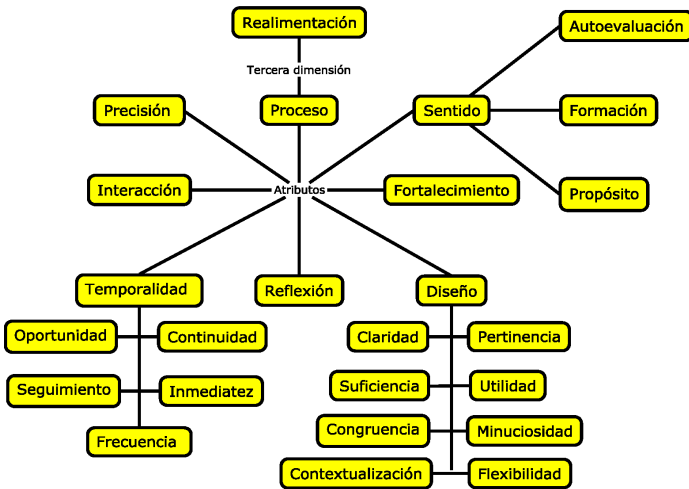 Realimentación
Autoevaluación
Tercera dimensión
Precisión
Proceso
Sentido
Formación
Interacción
Atributos
Fortalecimiento
Propósito
Temporalidad
Reflexión
Diseño
Oportunidad
Continuidad
Claridad
Pertinencia
Seguimiento
Inmediatez
Suficiencia
Utilidad
Frecuencia
Congruencia
Minuciosidad
Contextualización
Flexibilidad